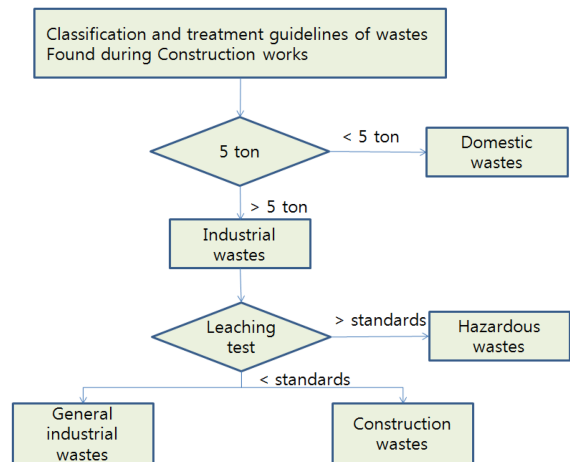 Classification and treatment guidelines of wastes
Found during Construction works
5 ton
< 5 ton
Domestic
wastes
> 5 ton
Industrial
wastes
Leaching
test
> standards
Hazardous
wastes
< standards
General
industrial
wastes
Construction
wastes